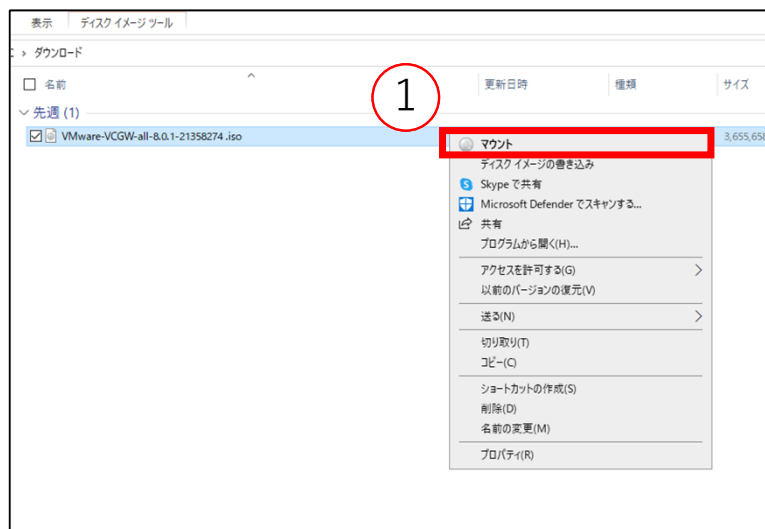 表示 ディスク イメージ ツール
› ダウンロード
名前 更新日時 種類 サイズ
先週 (1)
VMware-VCGW-all-8.0.1-21358274 .iso 3,655,658
①
マウント
ディスク イメージの書き込み
Skype で共有
Microsoft Defender でスキャンする...
共有
プログラムから開く(H)...
アクセスを許可する(G)
以前のバージョンの復元(V)
送る(N)
切り取り(T)
コピー(C)
ショートカットの作成(S)
削除(D)
名前の変更(M)
プロパティ(R)